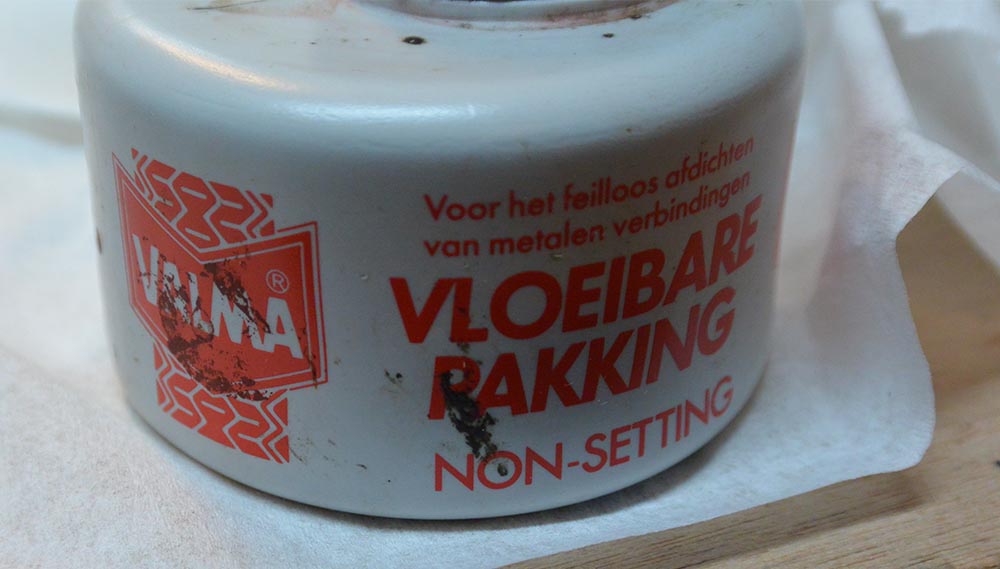 VALMA®
Voor het feilloos afdichten
van metalen verbindingen
VLOEIBARE
PAKKING
NON-SETTING